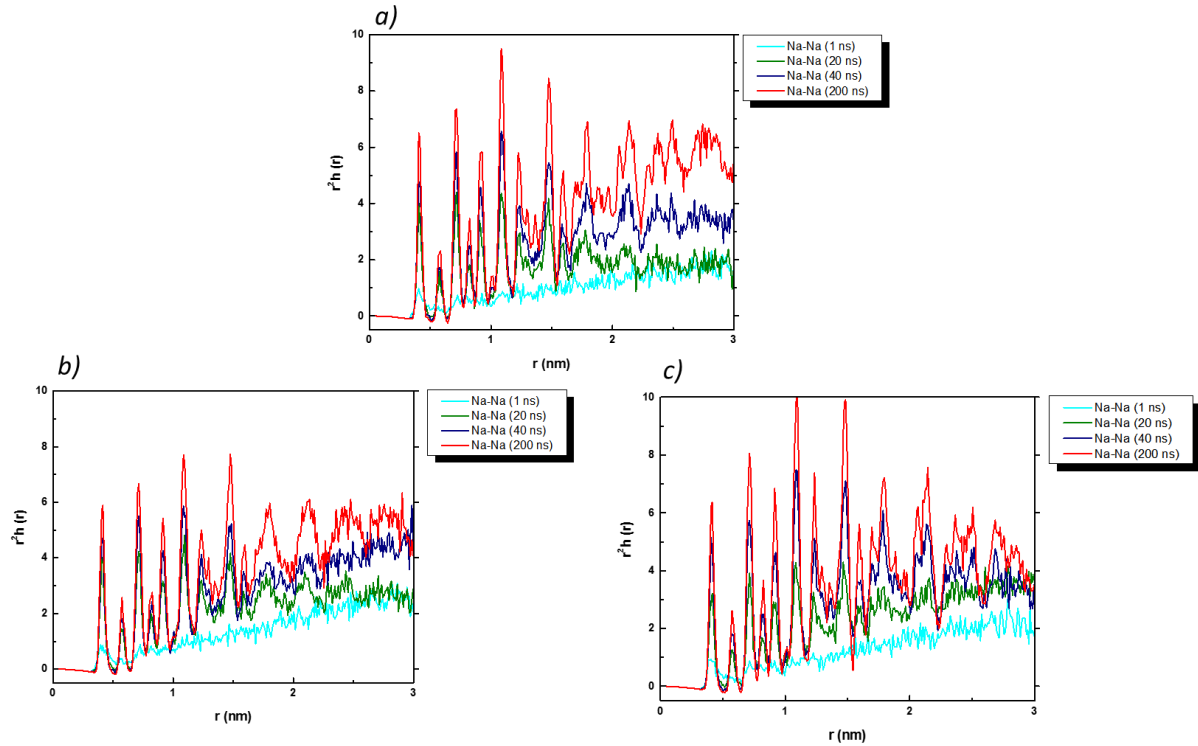 a)
Na-Na (1 ns)
Na-Na (20 ns)
Na-Na (40 ns)
Na-Na (200 ns)
10
8
6
4
2
0
r²h (r)
0 1 2 3
r (nm)
b)
Na-Na (1 ns)
Na-Na (20 ns)
Na-Na (40 ns)
Na-Na (200 ns)
10
8
6
4
2
0
r²h (r)
0 1 2 3
r (nm)
c)
Na-Na (1 ns)
Na-Na (20 ns)
Na-Na (40 ns)
Na-Na (200 ns)
10
8
6
4
2
0
r²h (r)
0 1 2 3
r (nm)